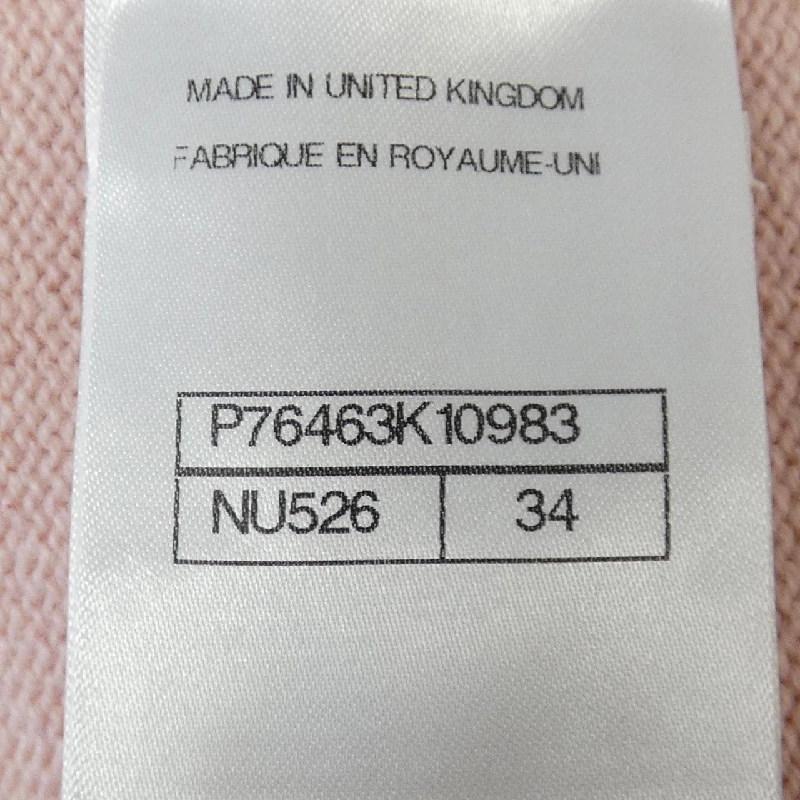 MADE IN UNITED KINGDOM
FABRIQUE EN ROYAUME-UNI
P76463K10983
NU526 34